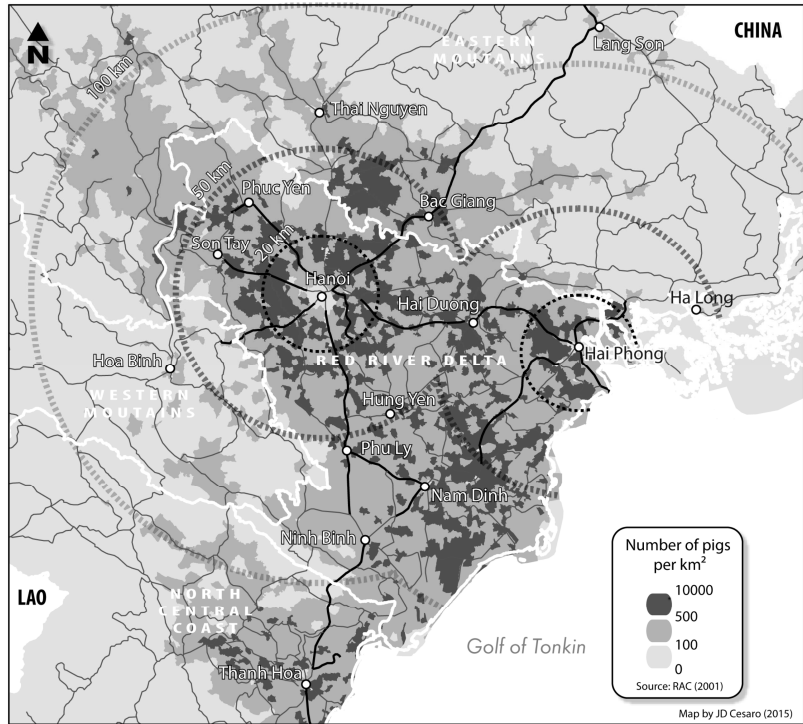 CHINA
N
EASTERN
MOUTAINS
Lang Son
100 km
Thai Nguyen
50 km
Phuc Yen
Bac Giang
Son Tay
20 km
Hanoi
Hai Duong
Ha Long
Hai Phong
RED RIVER DELTA
Hoa Binh
WESTERN
MOUTAINS
Hung Yen
Phu Ly
Nam Dinh
Ninh Binh
LAO
NORTH
CENTRAL
COAST
Thanh Hoa
Golf of Tonkin
Number of pigs
per km²
10000
500
100
0
Source: RAC (2001)
Map by JD Cesaro (2015)